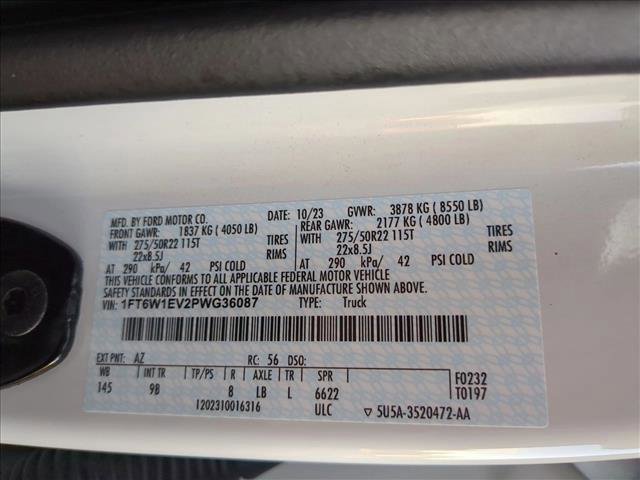 MFD. BY FORD MOTOR CO. DATE: 10/23 GVWR: 3878 KG ( 8550 LB)
FRONT GAWR: 1837 KG ( 4050 LB) REAR GAWR: 2177 KG ( 4800 LB)
WITH 275/50R22 115T TIRES WITH 275/50R22 115T TIRES
22x8.5J RIMS 22x8.5J RIMS
AT 290 kPa/ 42 PSI COLD AT 290 kPa/ 42 PSI COLD
THIS VEHICLE CONFORMS TO ALL APPLICABLE FEDERAL MOTOR VEHICLE
SAFETY STANDARDS IN EFFECT ON THE DATE OF MANUFACTURE SHOWN ABOVE.
VIN: 1FT6W1EV2PWG36087 TYPE: Truck
EXT PNT: AZ RC: 56 DSO:
WB INT TR TP/PS R AXLE TR SPR F0232
145 9B 8 LB L 6622 T0197
I202310016316 ULC ▽5U5A-3520472-AA